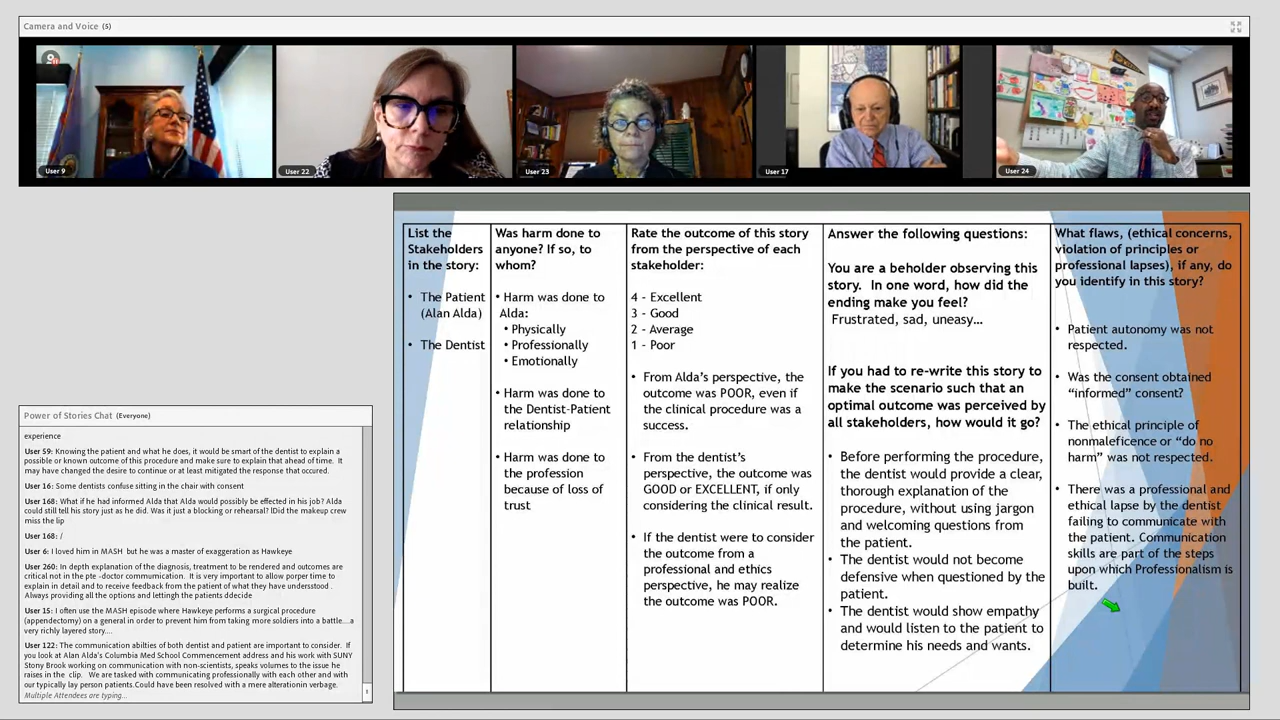 Camera and Voice (5)
User 9
User 22
User 23
User 17
User 24
List the
Stakeholders
in the story:
• The Patient
(Alan Alda)
• The Dentist
Was harm done to
anyone? If so, to
whom?
• Harm was done to
Alda:
• Physically
• Professionally
• Emotionally
• Harm was done to
the Dentist-Patient
relationship
• Harm was done to
the profession
because of loss of
trust
Rate the outcome of this story
from the perspective of each
stakeholder:
4 - Excellent
3 - Good
2 - Average
1 - Poor
• From Alda's perspective, the
outcome was POOR, even if
the clinical procedure was a
success.
• From the dentist's
perspective, the outcome was
GOOD or EXCELLENT, if only
considering the clinical result.
• If the dentist were to consider
the outcome from a
professional and ethics
perspective, he may realize
the outcome was POOR.
Answer the following questions:
You are a beholder observing this
story. In one word, how did the
ending make you feel?
Frustrated, sad, uneasy…
If you had to re-write this story to
make the scenario such that an
optimal outcome was perceived by
all stakeholders, how would it go?
• Before performing the procedure,
the dentist would provide a clear,
thorough explanation of the
procedure, without using jargon
and welcoming questions from
the patient.
• The dentist would not become
defensive when questioned by the
patient.
• The dentist would show empathy
and would listen to the patient to
determine his needs and wants.
What flaws, (ethical concerns,
violation of principles or
professional lapses), if any, do
you identify in this story?
• Patient autonomy was not
respected.
• Was the consent obtained
"informed" consent?
• The ethical principle of
nonmaleficence or "do no
harm" was not respected.
• There was a professional and
ethical lapse by the dentist
failing to communicate with
the patient. Communication
skills are part of the steps
upon which Professionalism is
built.
Power of Stories Chat (Everyone)
experience
User 59: Knowing the patient and what he does, it would be smart of the dentist to explain a
possible or known outcome of this procedure and make sure to explain that ahead of time. It
may have changed the desire to continue or at least mitigated the response that occured.
User 16: Some dentists confuse sitting in the chair with consent
User 168: What if he had informed Alda that Alda would possibly be effected in his job? Alda
could still tell his story just as he did. Was it just a blocking or rehearsal? IDid the makeup crew
miss the lip
User 168: /
User 6: I loved him in MASH but he was a master of exaggeration as Hawkeye
User 260: In depth explanation of the diagnosis, treatment to be rendered and outcomes are
critical not in the pte -doctor communication. It is very important to allow porper time to
explain in detail and to receive feedback from the patient of what they have understood .
Always providing all the options and lettingh the patients ddecide
User 15: I often use the MASH episode where Hawkeye performs a surgical procedure
(appendectomy) on a general in order to prevent him from taking more soldiers into a battle....a
very richly layered story....
User 122: The communication abilties of both dentist and patient are important to consider. If
you look at Alan Alda's Columbia Med School Commencement address and his work with SUNY
Stony Brook working on communication with non-scientists, speaks volumes to the issue he
raises in the clip. We are tasked with communicating professionally with each other and with
our typically lay person patients.Could have been resolved with a mere alterationin verbage.
Multiple Attendees are typing...